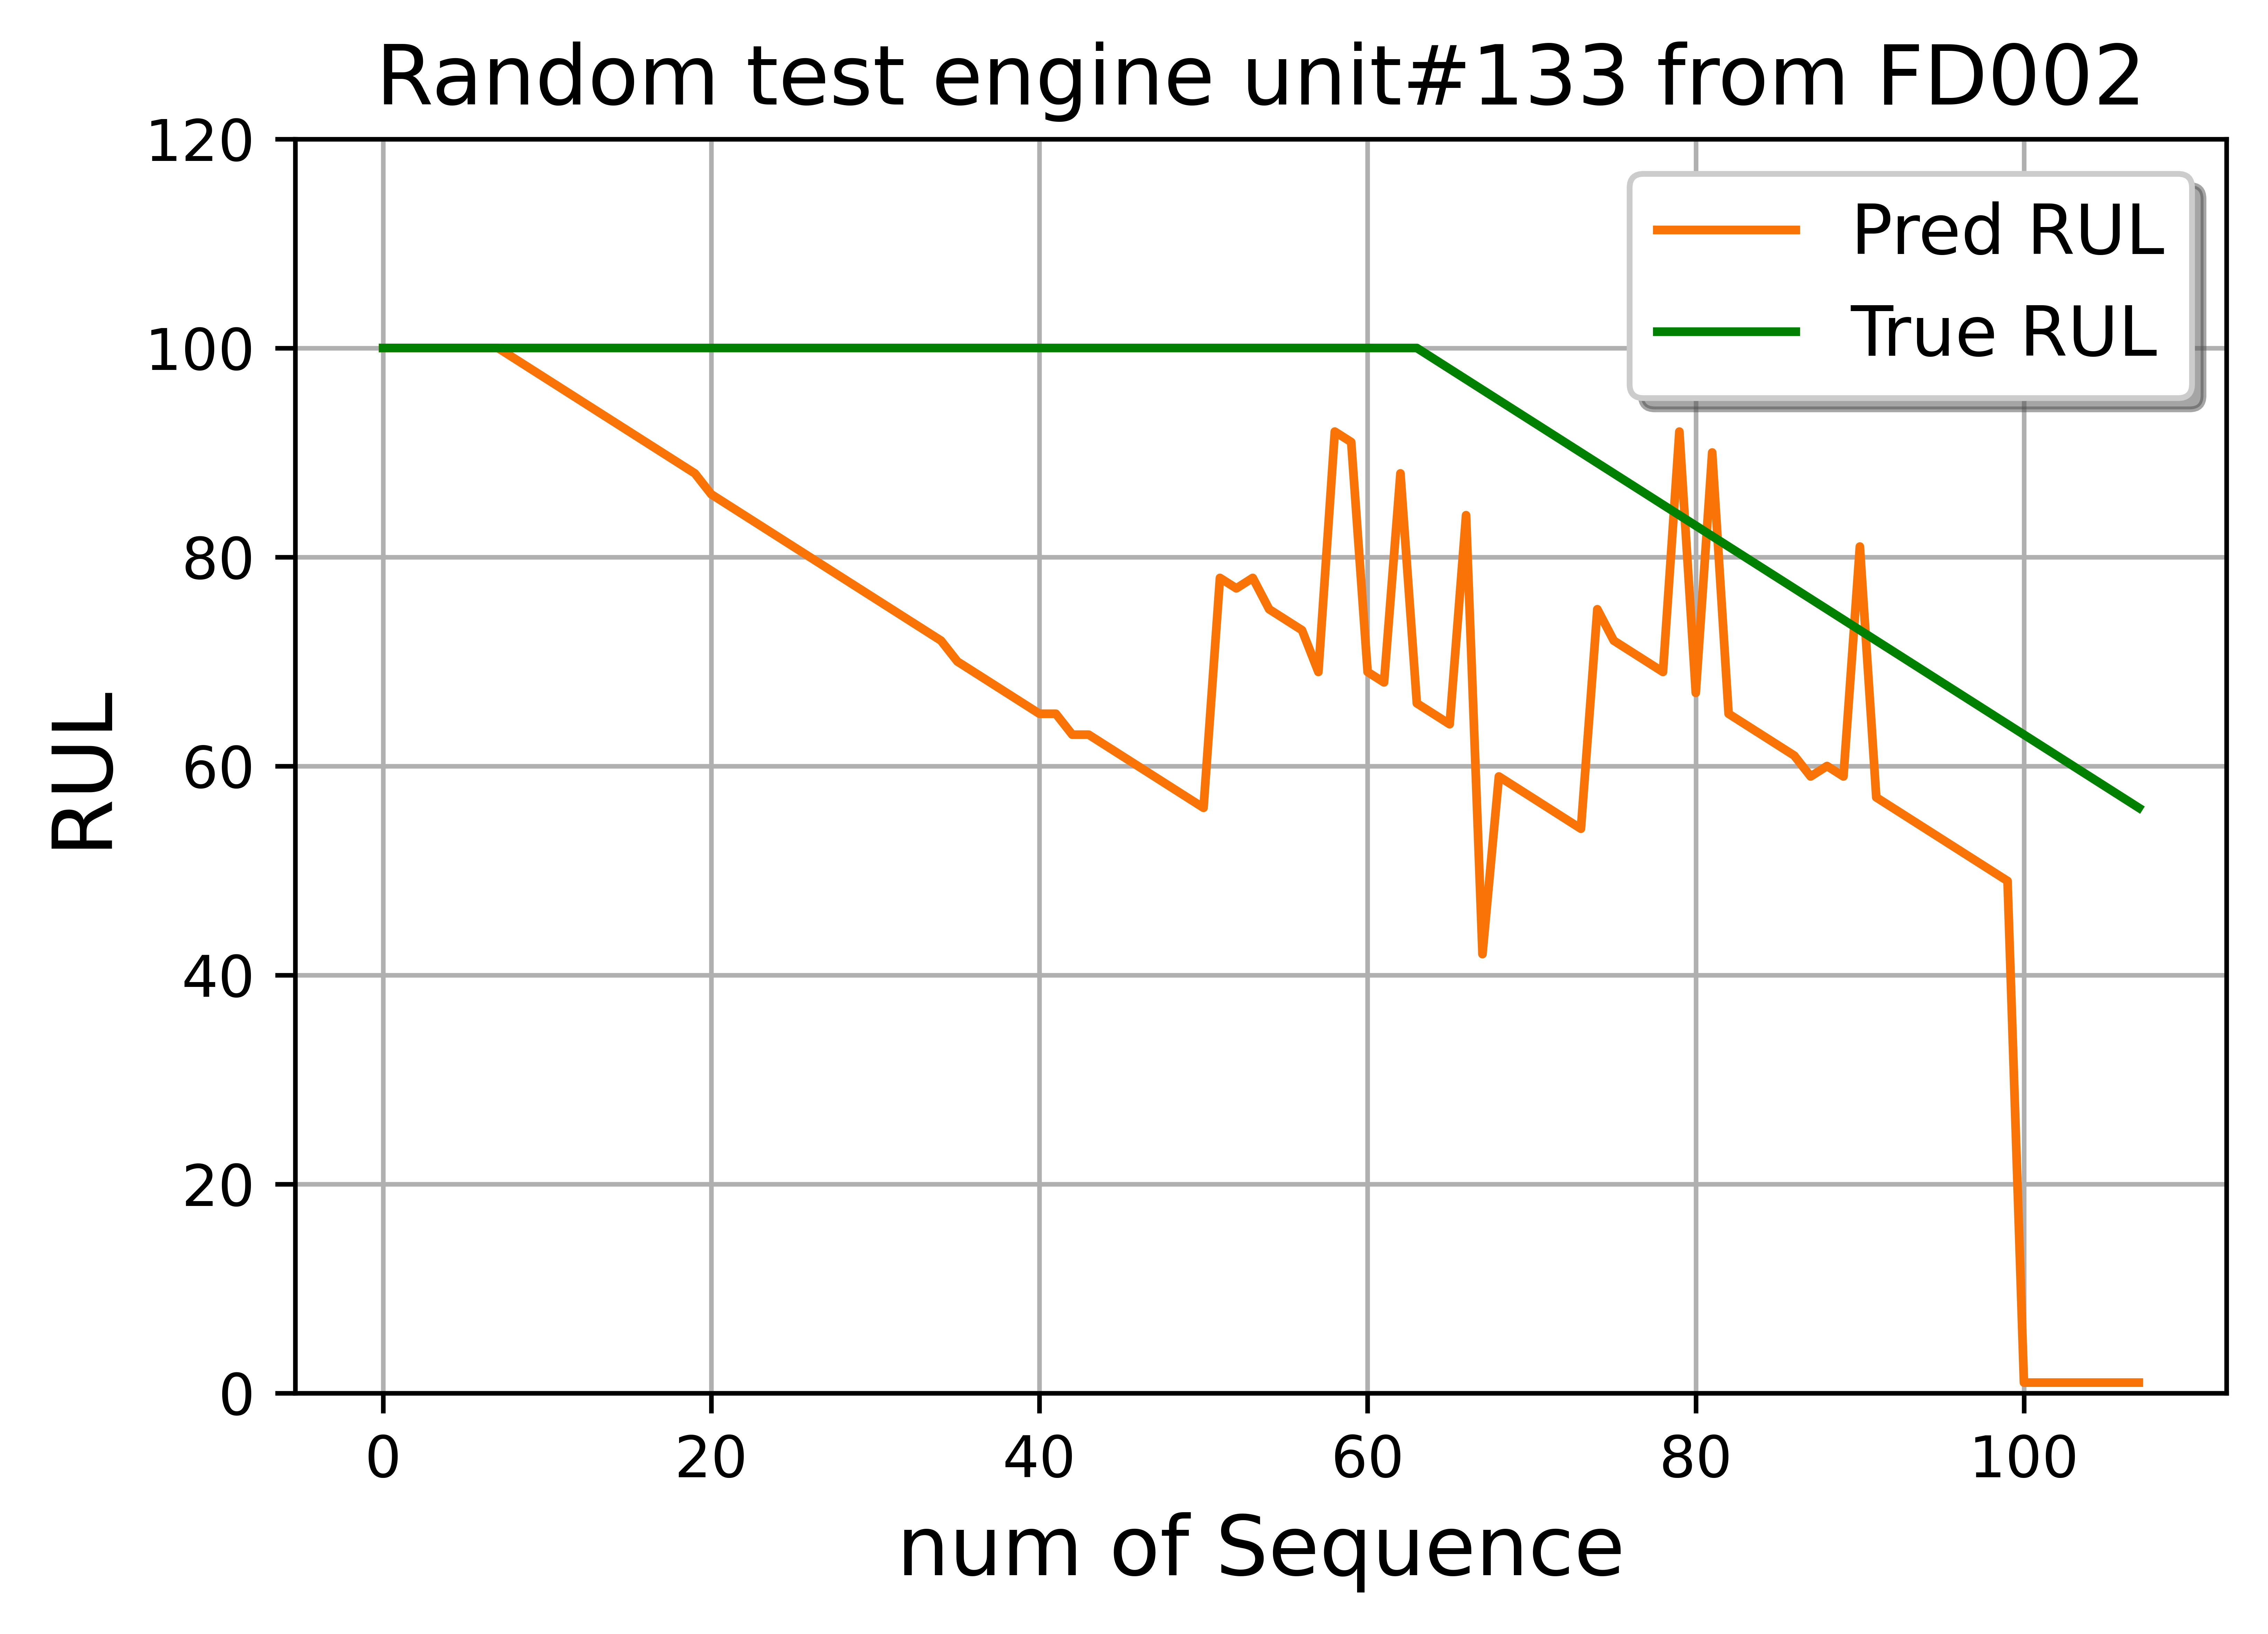 Random test engine unit#133 from FD002
120
100
80
60
40
20
0
RUL
Pred RUL
True RUL
0 20 40 60 80 100
num of Sequence